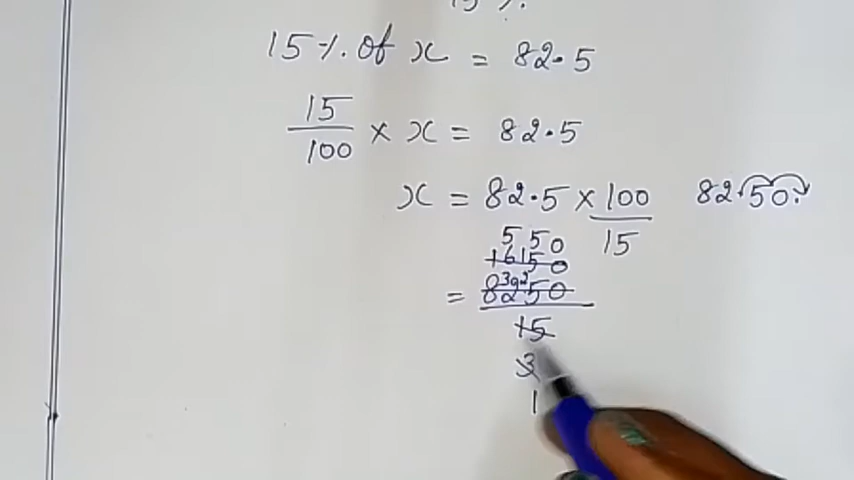 15%.
15%. of x = 82.5
15/100 × x = 82.5
x = 82.5 × 100/15 82.50.
550
1650
= 8250
15
3
1